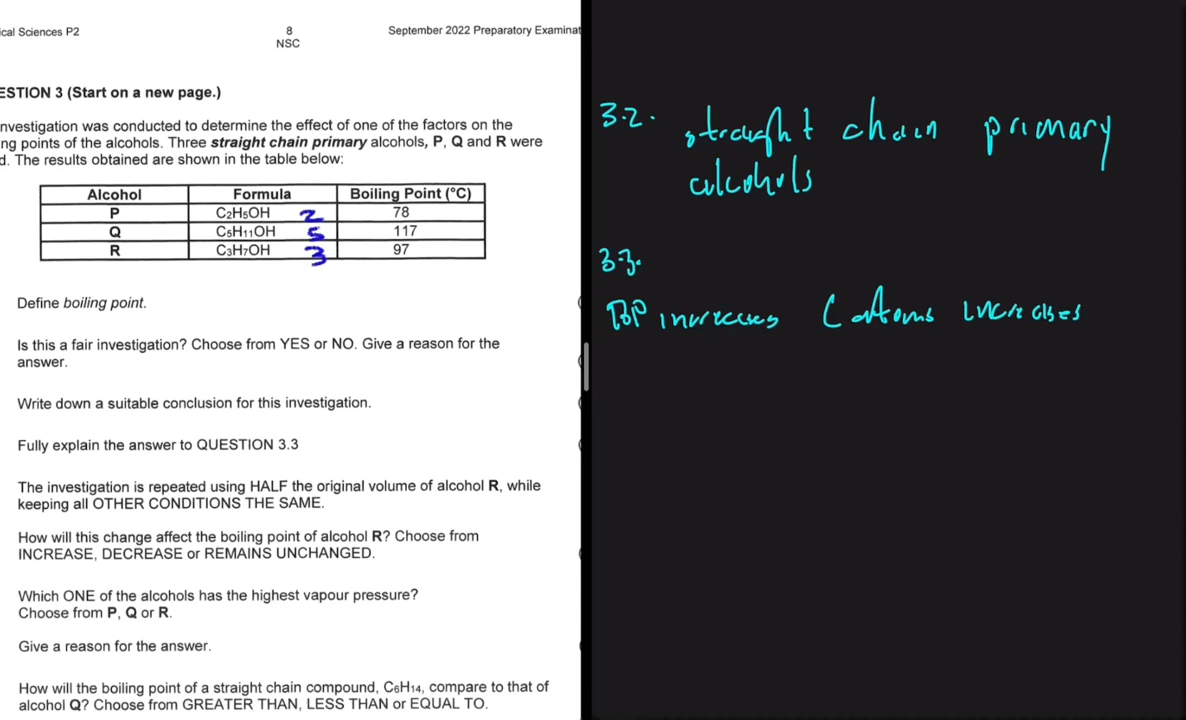 ical Sciences P2
8
NSC
September 2022 Preparatory Examinat
ESTION 3 (Start on a new page.)
nvestigation was conducted to determine the effect of one of the factors on the
ng points of the alcohols. Three straight chain primary alcohols, P, Q and R were
d. The results obtained are shown in the table below:
Alcohol Formula Boiling Point (°C)
P C2H5OH 2 78
Q C5H11OH 5 117
R C3H7OH 3 97
Define boiling point.
Is this a fair investigation? Choose from YES or NO. Give a reason for the
answer.
Write down a suitable conclusion for this investigation.
Fully explain the answer to QUESTION 3.3
The investigation is repeated using HALF the original volume of alcohol R, while
keeping all OTHER CONDITIONS THE SAME.
How will this change affect the boiling point of alcohol R? Choose from
INCREASE, DECREASE or REMAINS UNCHANGED.
Which ONE of the alcohols has the highest vapour pressure?
Choose from P, Q or R.
Give a reason for the answer.
How will the boiling point of a straight chain compound, C6H14, compare to that of
alcohol Q? Choose from GREATER THAN, LESS THAN or EQUAL TO.
3.2. straight chain primary
alcohols
3.3.
BP increases C atoms increases